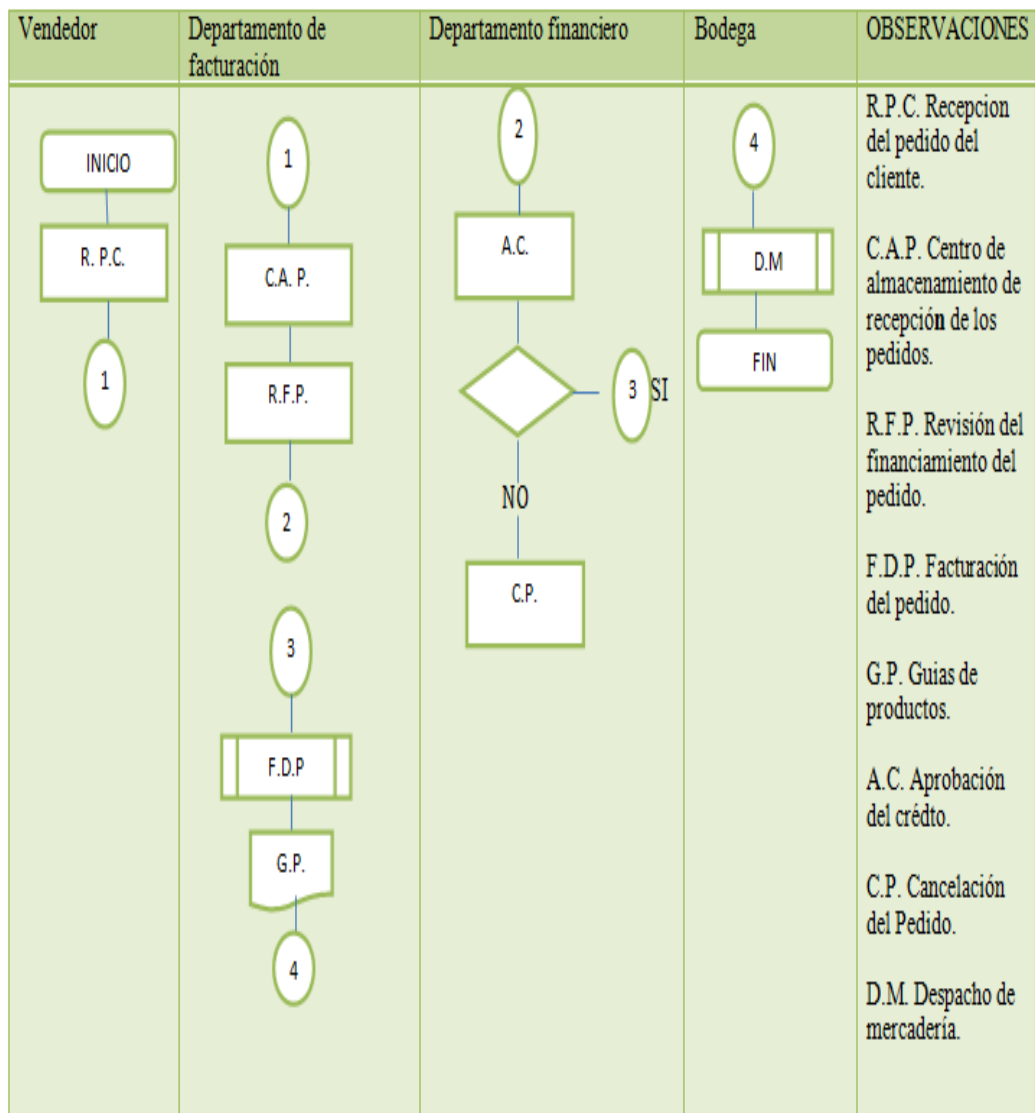 Vendedor
Departamento de
facturación
Departamento financiero
Bodega
OBSERVACIONES
INICIO
R. P.C.
1
1
C.A. P.
R.F.P.
2
3
F.D.P
G.P.
4
2
A.C.
3 SI
NO
C.P.
4
D.M
FIN
R.P.C. Recepcion
del pedido del
cliente.
C.A.P. Centro de
almacenamiento de
recepción de los
pedidos.
R.F.P. Revisión del
financiamiento del
pedido.
F.D.P. Facturación
del pedido.
G.P. Guias de
productos.
A.C. Aprobación
del crédto.
C.P. Cancelación
del Pedido.
D.M. Despacho de
mercadería.